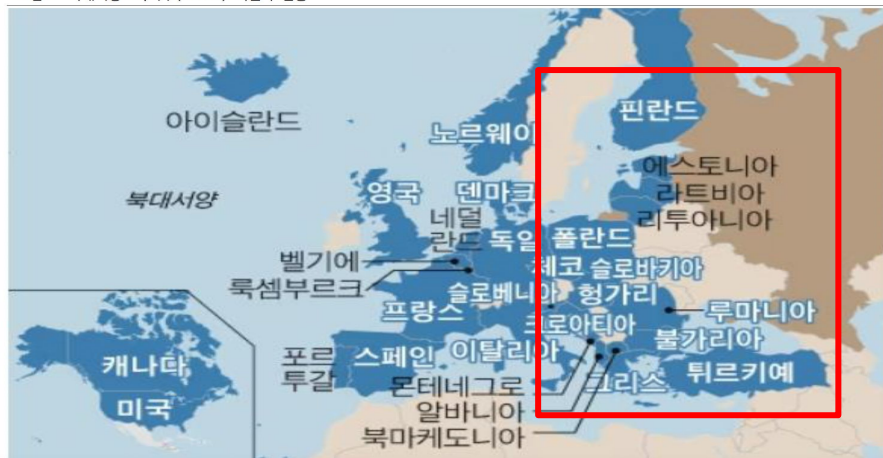 아이슬란드
노르웨이
핀란드
에스토니아
라트비아
리투아니아
북대서양
영국
덴마크
네덜
란드
독일
폴란드
벨기에
룩셈부르크
체코
슬로바키아
슬로베니아
헝가리
프랑스
크로아티아
루마니아
불가리아
포르
투갈
스페인
이탈리아
몬테네그로
알바니아
북마케도니아
그리스
튀르키예
캐나다
미국